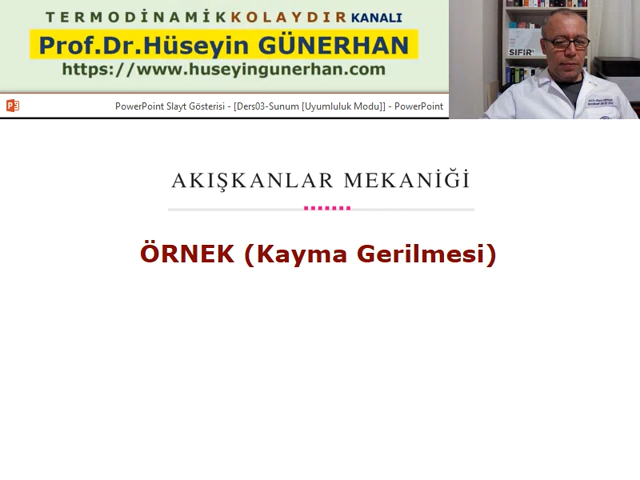 TERMODİNAMİKKOLAYDIR KANALI
Prof.Dr.Hüseyin GÜNERHAN
https://www.huseyingunerhan.com
SIFIR
PowerPoint Slayt Gösterisi - [Ders03-Sunum [Uyumluluk Modu]] - PowerPoint
AKIŞKANLAR MEKANİĞİ
ÖRNEK (Kayma Gerilmesi)